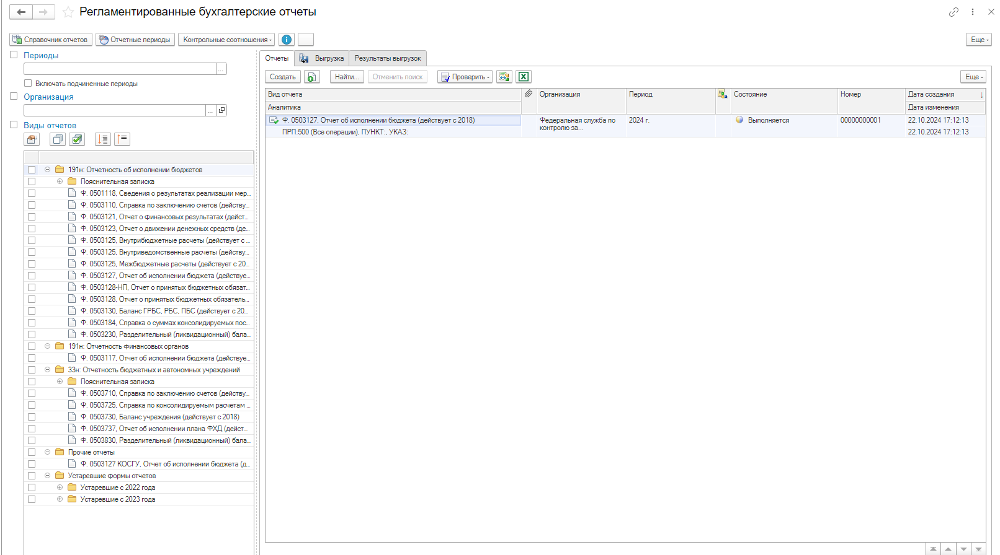 Регламентированные бухгалтерские отчеты
Справочник отчетов
Отчетные периоды
Контрольные соотношения
Еще
Периоды
...
Включать подчиненные периоды
Организация
...
Виды отчетов
191н: Отчетность об исполнении бюджетов
Пояснительная записка
Ф. 0501118, Сведения о результатах реализации мер...
Ф. 0503110, Справка по заключению счетов (действу...
Ф. 0503121, Отчет о финансовых результатах (дейст...
Ф. 0503123, Отчет о движении денежных средств (де...
Ф. 0503125, Внутрибюджетные расчеты (действует с ...
Ф. 0503125, Внутриведомственные расчеты (действу...
Ф. 0503125, Межбюджетные расчеты (действует с 20...
Ф. 0503127, Отчет об исполнении бюджета (действуе...
Ф. 0503128-НП, Отчет о принятых бюджетных обязат...
Ф. 0503128, Отчет о принятых бюджетных обязатель...
Ф. 0503130, Баланс ГРБС, РБС, ПБС (действует с 20...
Ф. 0503184, Справка о суммах консолидируемых пос...
Ф. 0503230, Разделительный (ликвидационный) бала...
191н: Отчетность финансовых органов
Ф. 0503117, Отчет об исполнении бюджета (действуе...
33н: Отчетность бюджетных и автономных учреждений
Пояснительная записка
Ф. 0503710, Справка по заключению счетов (действу...
Ф. 0503725, Справка по консолидируемым расчетам ...
Ф. 0503730, Баланс учреждения (действует с 2018)
Ф. 0503737, Отчет об исполнении плана ФХД (дейст...
Ф. 0503830, Разделительный (ликвидационный) бала...
Прочие отчеты
Ф. 0503127 КОСГУ, Отчет об исполнении бюджета (д...
Устаревшие формы отчетов
Устаревшие с 2022 года
Устаревшие с 2023 года
Отчеты
Выгрузка
Результаты выгрузок
Создать
Найти...
Отменить поиск
Проверить
Еще
Вид отчета
Аналитика
Организация
Период
Состояние
Номер
Дата создания ↓
Дата изменения
Ф. 0503127, Отчет об исполнении бюджета (действует с 2018)
ПРП:500 (Все операции), ПУНКТ:, УКАЗ:
Федеральная служба по
контролю за...
2024 г.
Выполняется
00000000001
22.10.2024 17:12:13
22.10.2024 17:12:13